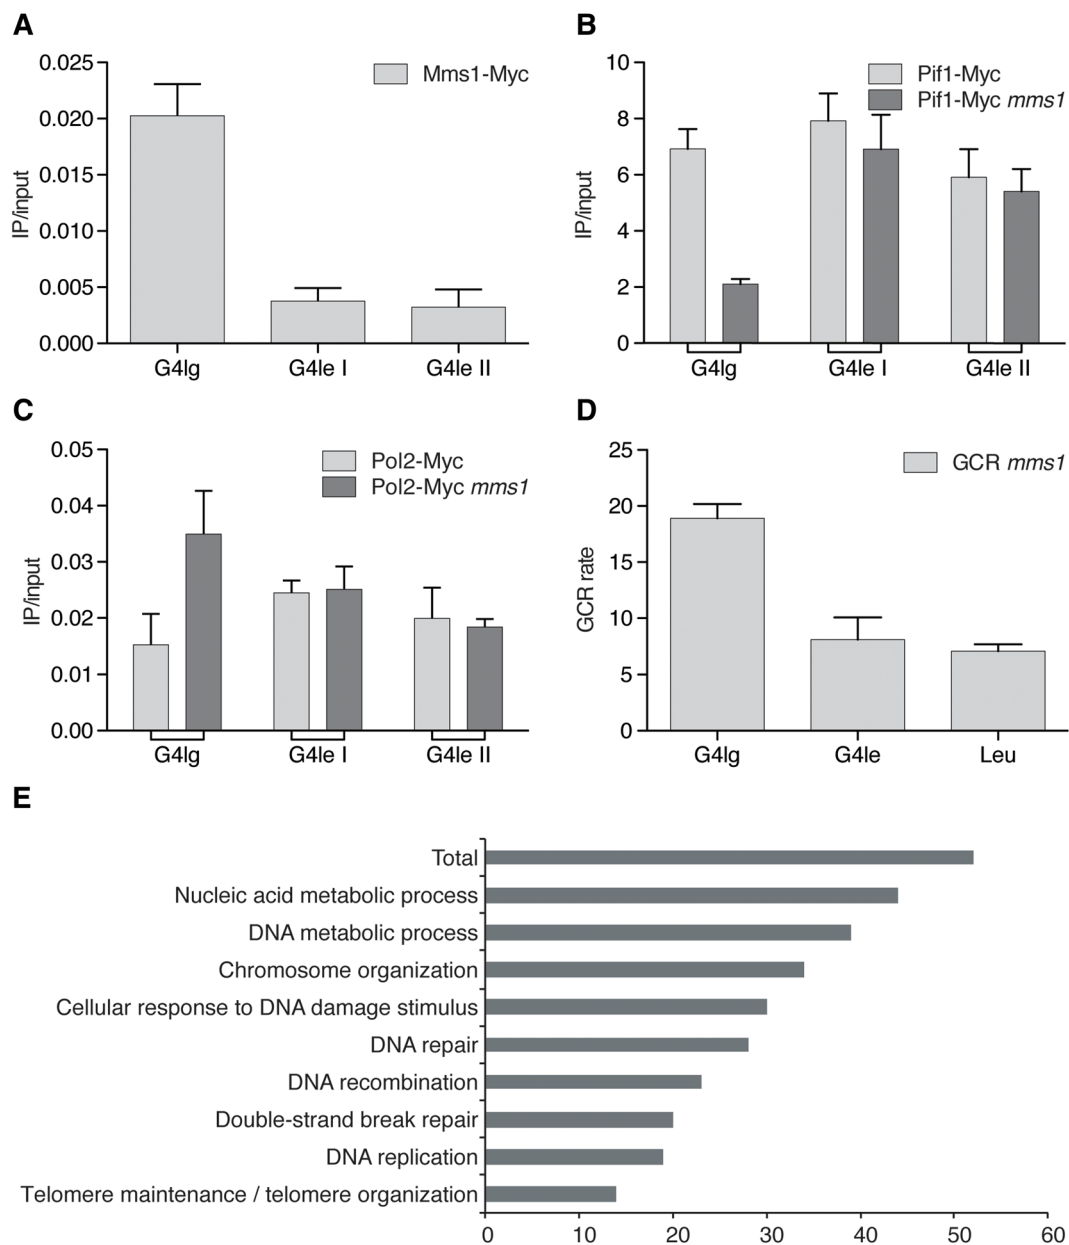 A
0.025
0.020
0.015
0.010
0.005
0.000
IP/input
Mms1-Myc
G4lg
G4le I
G4le II
B
10
8
6
4
2
0
IP/input
Pif1-Myc
Pif1-Myc mms1
G4lg
G4le I
G4le II
C
0.05
0.04
0.03
0.02
0.01
0.00
IP/input
Pol2-Myc
Pol2-Myc mms1
G4lg
G4le I
G4le II
D
25
20
15
10
5
0
GCR rate
GCR mms1
G4lg
G4le
Leu
E
Total
Nucleic acid metabolic process
DNA metabolic process
Chromosome organization
Cellular response to DNA damage stimulus
DNA repair
DNA recombination
Double-strand break repair
DNA replication
Telomere maintenance / telomere organization
0 10 20 30 40 50 60